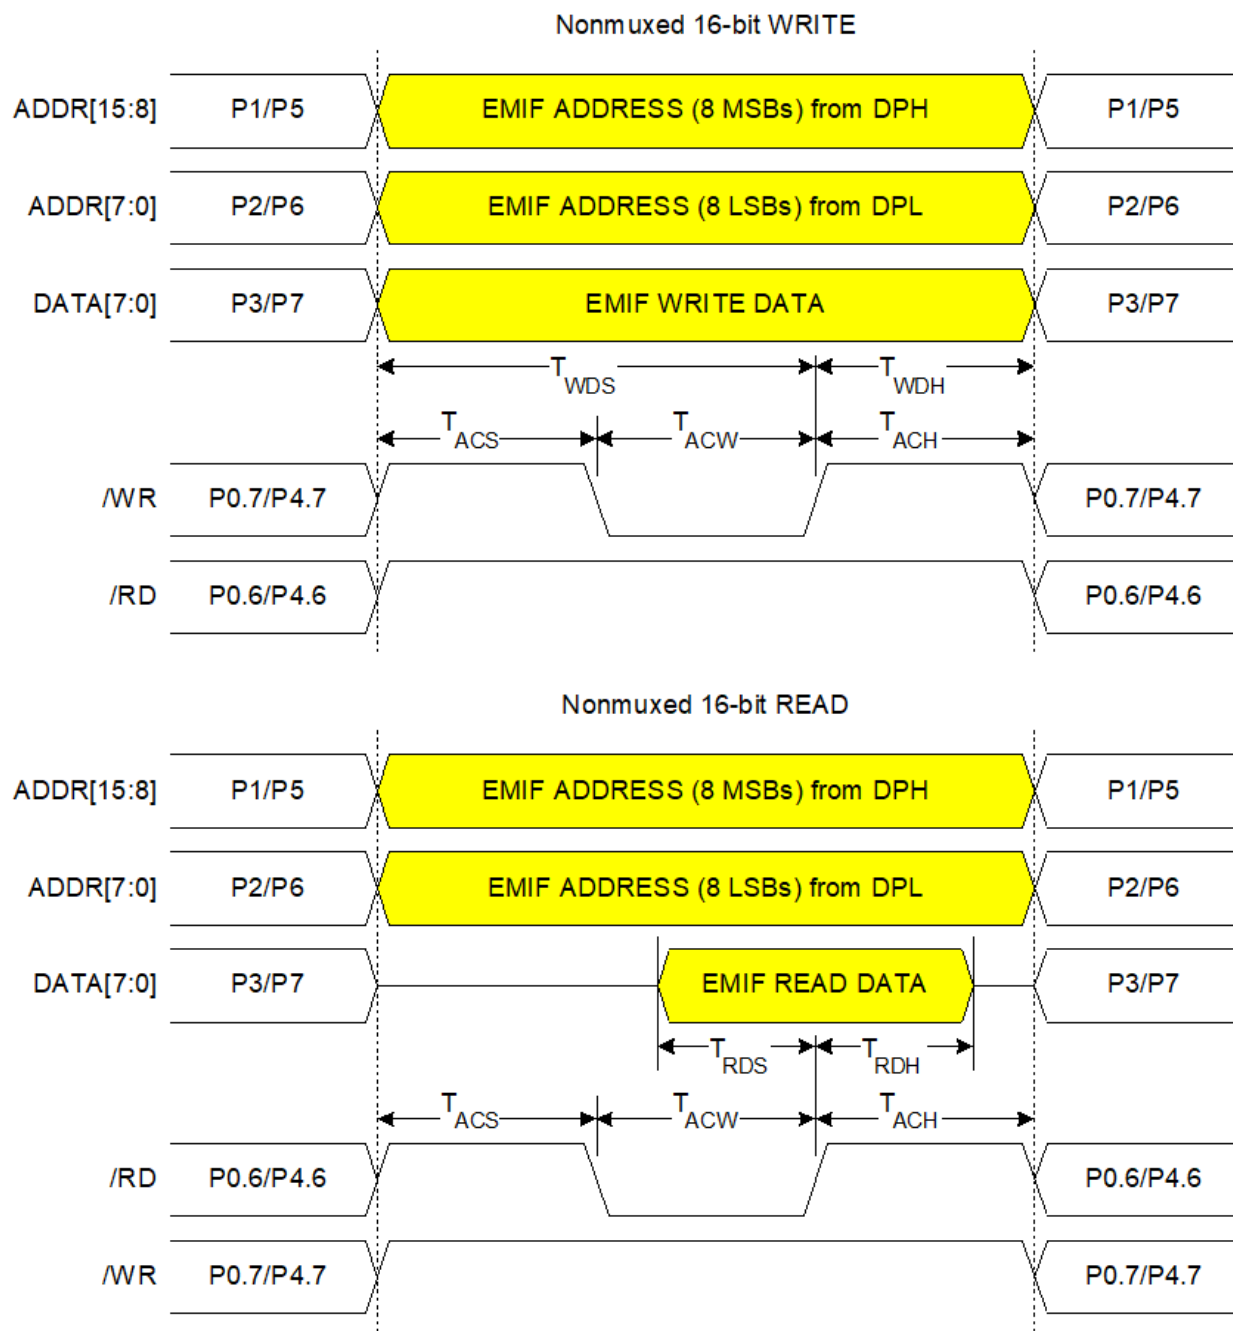 Nonmuxed 16-bit WRITE
ADDR[15:8] P1/P5 EMIF ADDRESS (8 MSBs) from DPH P1/P5
ADDR[7:0] P2/P6 EMIF ADDRESS (8 LSBs) from DPL P2/P6
DATA[7:0] P3/P7 EMIF WRITE DATA P3/P7
TWDS TWDH
TACS TACW TACH
/WR P0.7/P4.7 P0.7/P4.7
/RD P0.6/P4.6 P0.6/P4.6
Nonmuxed 16-bit READ
ADDR[15:8] P1/P5 EMIF ADDRESS (8 MSBs) from DPH P1/P5
ADDR[7:0] P2/P6 EMIF ADDRESS (8 LSBs) from DPL P2/P6
DATA[7:0] P3/P7 EMIF READ DATA P3/P7
TRDS TRDH
TACS TACW TACH
/RD P0.6/P4.6 P0.6/P4.6
/WR P0.7/P4.7 P0.7/P4.7